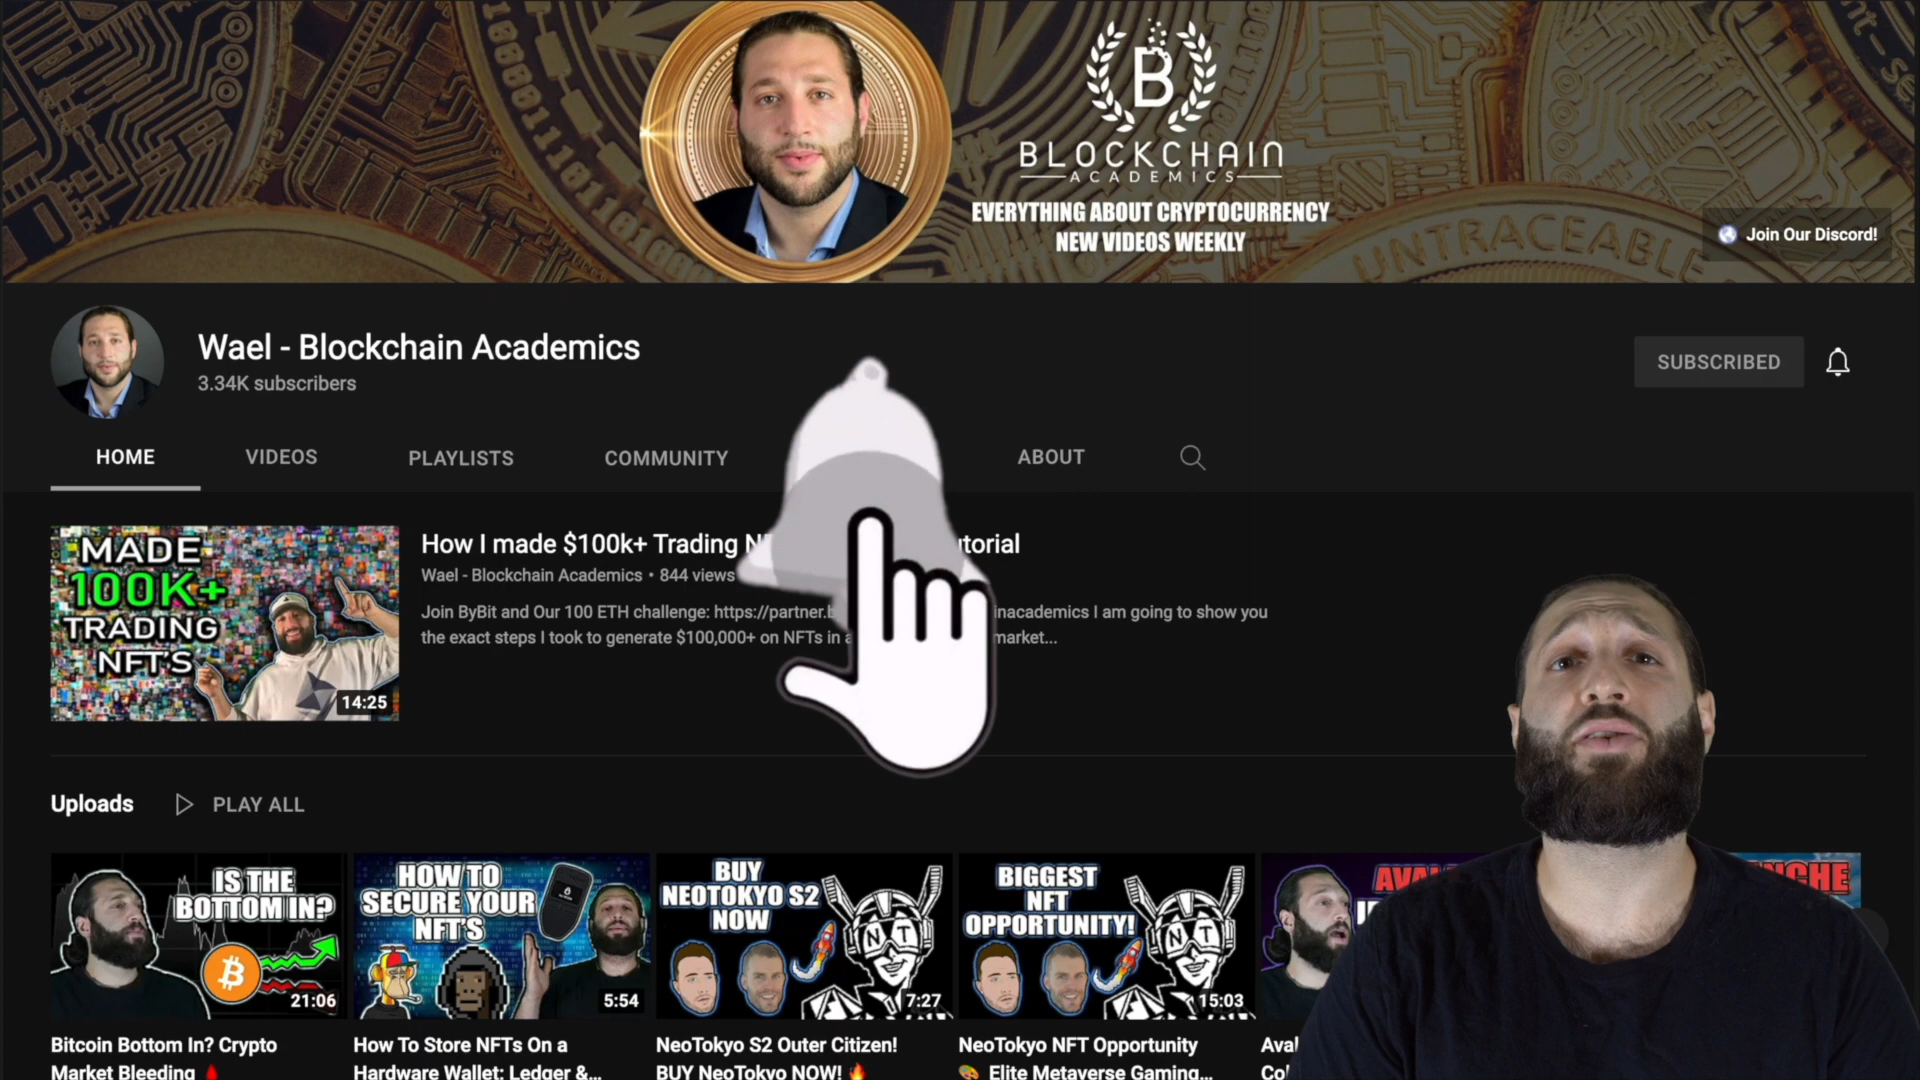 B
BLOCKCHAIN
ACADEMICS
EVERYTHING ABOUT CRYPTOCURRENCY
NEW VIDEOS WEEKLY
UNTRACEABLE
Join Our Discord!
Wael - Blockchain Academics
3.34K subscribers
SUBSCRIBED
HOME VIDEOS PLAYLISTS COMMUNITY ABOUT
MADE
100K+
TRADING
NFT'S
14:25
How I made $100k+ Trading
Wael - Blockchain Academics • 844 views
Join ByBit and Our 100 ETH challenge: https://partner.b inacademics I am going to show you
the exact steps I took to generate $100,000+ on NFTs in a market...
Uploads PLAY ALL
IS THE
BOTTOM IN?
21:06
HOW TO
SECURE YOUR
NFT'S
5:54
BUY
NEOTOKYO S2
NOW
NT
7:27
BIGGEST
NFT
OPPORTUNITY!
NT
15:03
Bitcoin Bottom In? Crypto
Market Bleeding
How To Store NFTs On a
Hardware Wallet: Ledger &...
NeoTokyo S2 Outer Citizen!
BUY NeoTokyo NOW!
NeoTokyo NFT Opportunity
Elite Metaverse Gaming...